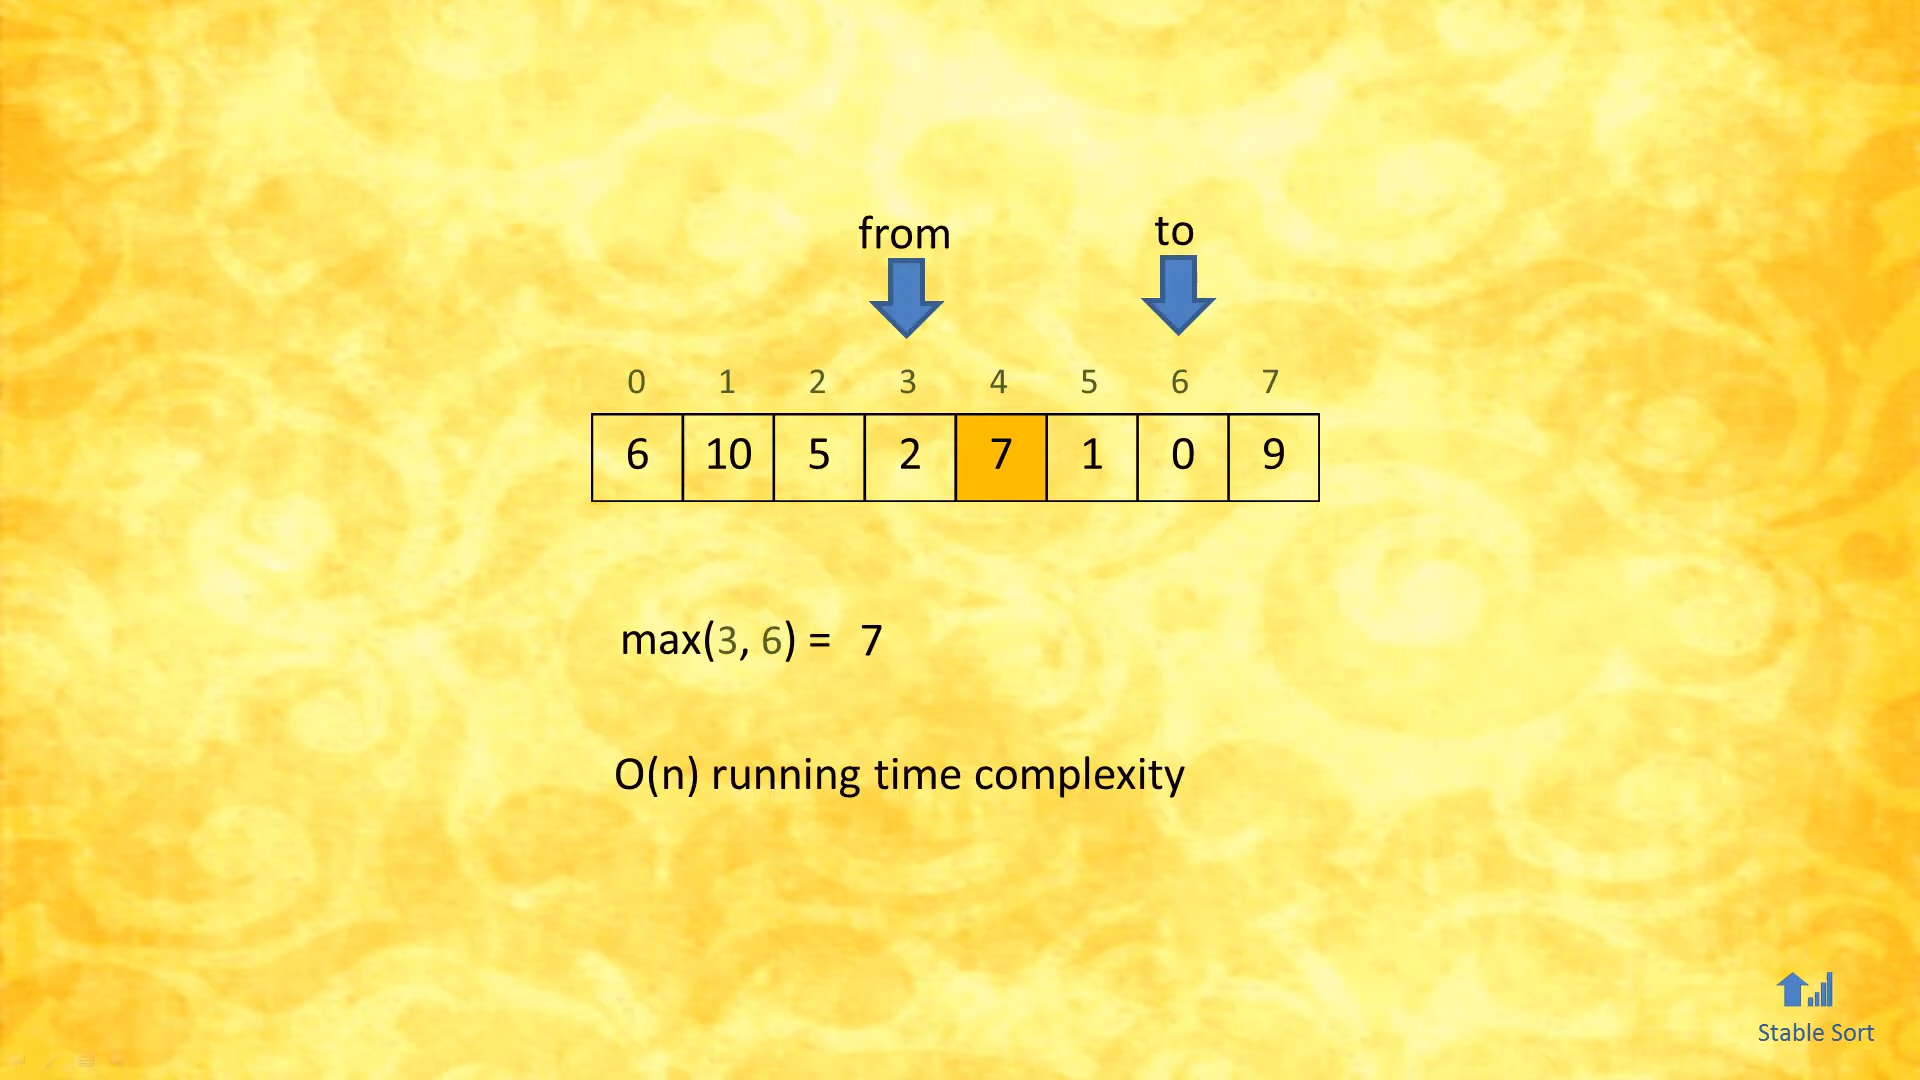 from to
0 1 2 3 4 5 6 7
6 10 5 2 7 1 0 9
max(3, 6) = 7
O(n) running time complexity
Stable Sort